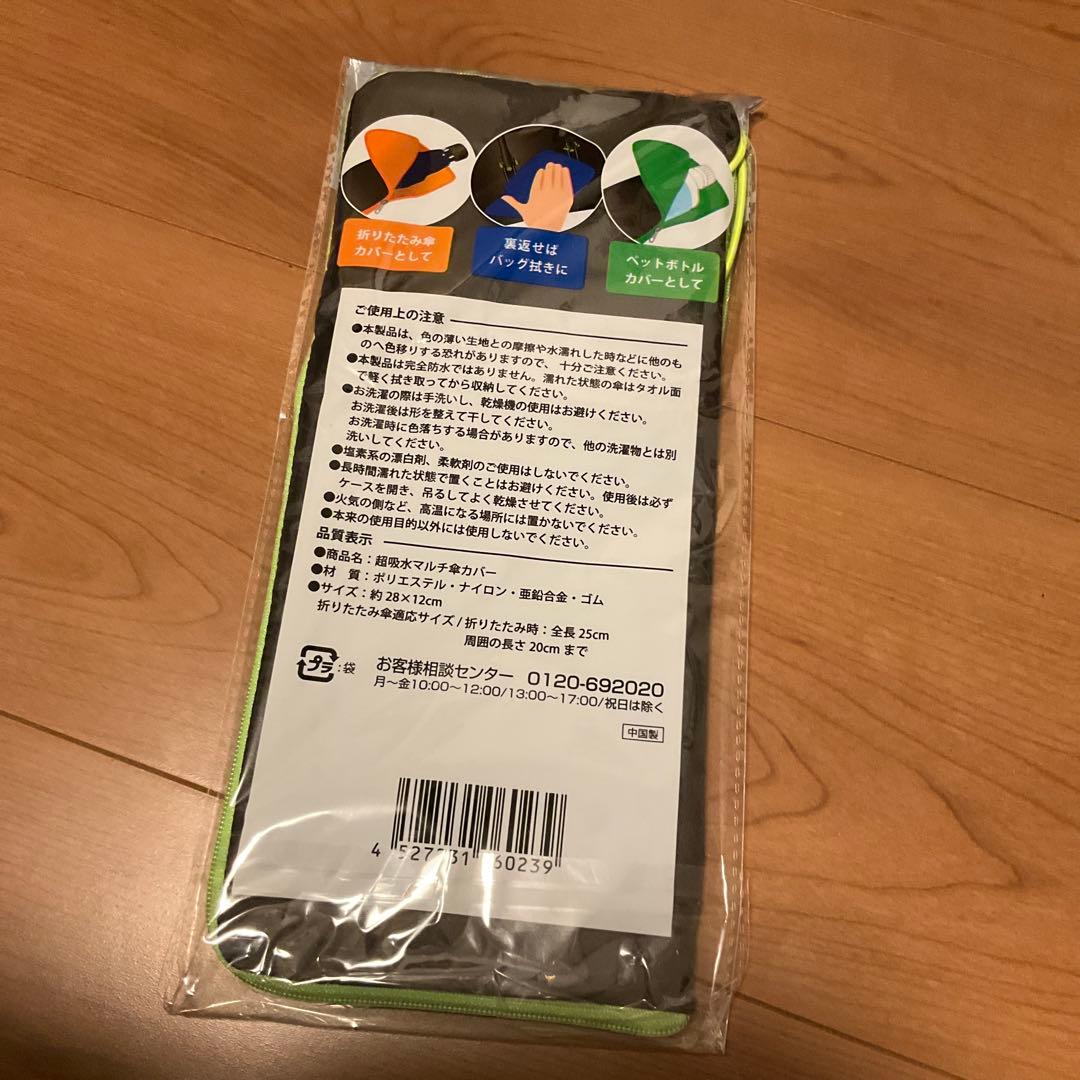 折りたたみ傘
カバーとして
裏返せば
バッグ拭きに
ペットボトル
カバーとして
ご使用上の注意
●本製品は、色の薄い生地との摩擦や水濡れした時などに他のも
のへ色移りする恐れがありますので、十分ご注意ください。
●本製品は完全防水ではありません。濡れた状態の傘はタオル面
で軽く拭き取ってから収納してください。
●お洗濯の際は手洗いし、乾燥機の使用はお避けください。
お洗濯後は形を整えて干してください。
お洗濯時に色落ちする場合がありますので、他の洗濯物とは別
洗いしてください。
●塩素系の漂白剤、柔軟剤のご使用はしないでください。
●長時間濡れた状態で置くことはお避けください。使用後は必ず
ケースを開き、吊るしてよく乾燥させてください。
●火気の側など、高温になる場所には置かないでください。
●本来の使用目的以外には使用しないでください。
品質表示
●商品名：超吸水マルチ傘カバー
●材 質：ポリエステル・ナイロン・亜鉛合金・ゴム
●サイズ：約28×12cm
折りたたみ傘適応サイズ/折りたたみ時：全長25cm
周囲の長さ20cmまで
プラ：袋
お客様相談センター 0120-692020
月〜金10:00〜12:00/13:00〜17:00/祝日は除く
中国製
4 527231 60239